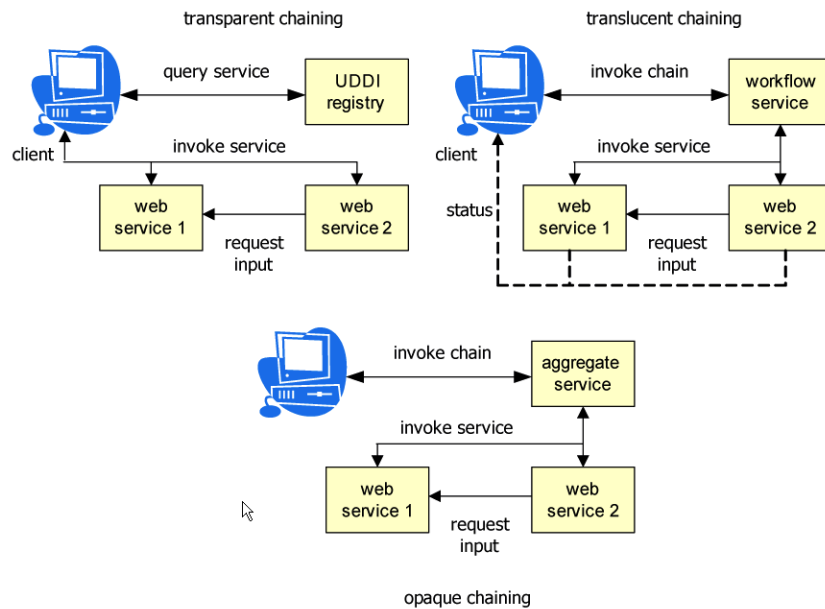 transparent chaining
query service
UDDI
registry
client
invoke service
web
service 1
web
service 2
request
input
translucent chaining
invoke chain
workflow
service
client
invoke service
status
web
service 1
web
service 2
request
input
invoke chain
aggregate
service
invoke service
web
service 1
web
service 2
request
input
opaque chaining